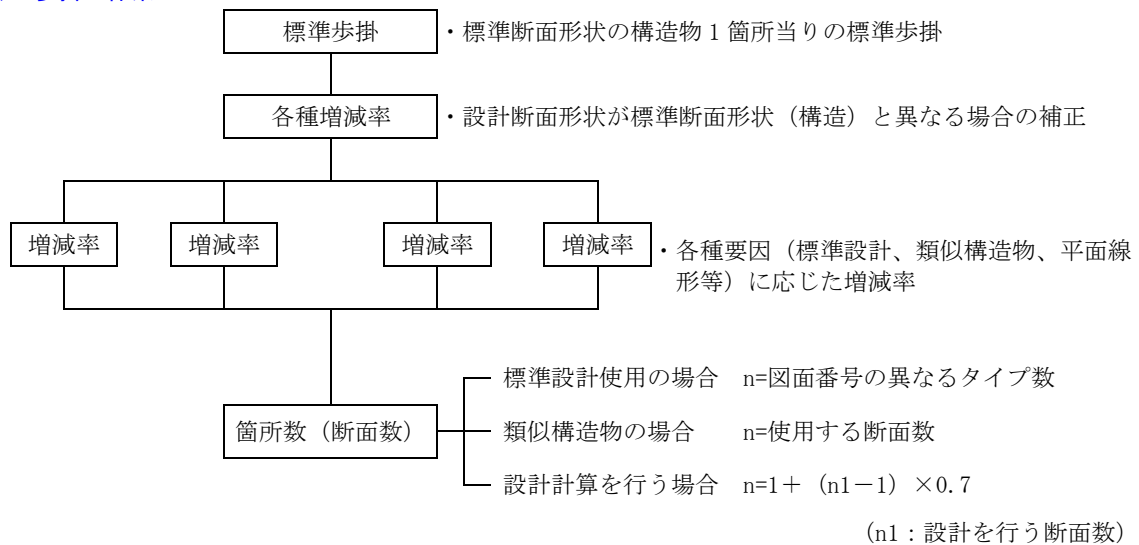 標準歩掛 ・標準断面形状の構造物1箇所当りの標準歩掛
各種増減率 ・設計断面形状が標準断面形状（構造）と異なる場合の補正
増減率 増減率 増減率 増減率 ・各種要因（標準設計、類似構造物、平面線
形等）に応じた増減率
標準設計使用の場合 n=図面番号の異なるタイプ数
箇所数（断面数） 類似構造物の場合 n=使用する断面数
設計計算を行う場合 n=1＋（n1－1）×0.7
（n1：設計を行う断面数）